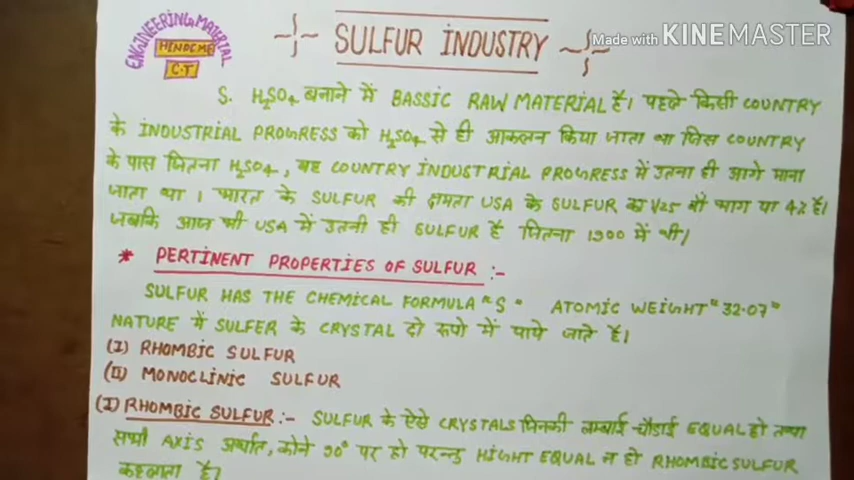 ENGINEERING MATERIAL
HINDEME
C.T
SULFUR INDUSTRY
Made with KINEMASTER
S. H₂SO₄ बनाने में BASSIC RAW MATERIAL है। पहले किसी COUNTRY
के INDUSTRIAL PROGRESS को H₂SO₄ से ही आकलन किया जाता था जिस COUNTRY
के पास जितना H₂SO₄, वह COUNTRY INDUSTRIAL PROGRESS में उतना ही आगे माना
जाता था। भारत के SULFUR की क्षमता USA के SULFUR का 1/25 वाँ भाग या 4% है।
जबकि आज भी USA में उतनी ही SULFUR है जितना 1900 में थी।
* PERTINENT PROPERTIES OF SULFUR :-
SULFUR HAS THE CHEMICAL FORMULA "S" ATOMIC WEIGHT "32.07"
NATURE में SULFER के CRYSTAL दो रूपो में पाये जाते है।
(I) RHOMBIC SULFUR
(II) MONOCLINIC SULFUR
(I) RHOMBIC SULFUR :- SULFUR के ऐसे CRYSTALS जिनकी लम्बाई-चौड़ाई EQUAL हो तथा
सभी AXIS अर्थात, कोने 90° पर हो परन्तु HIGHT EQUAL न हो RHOMBIC SULFUR
कहलाता है।